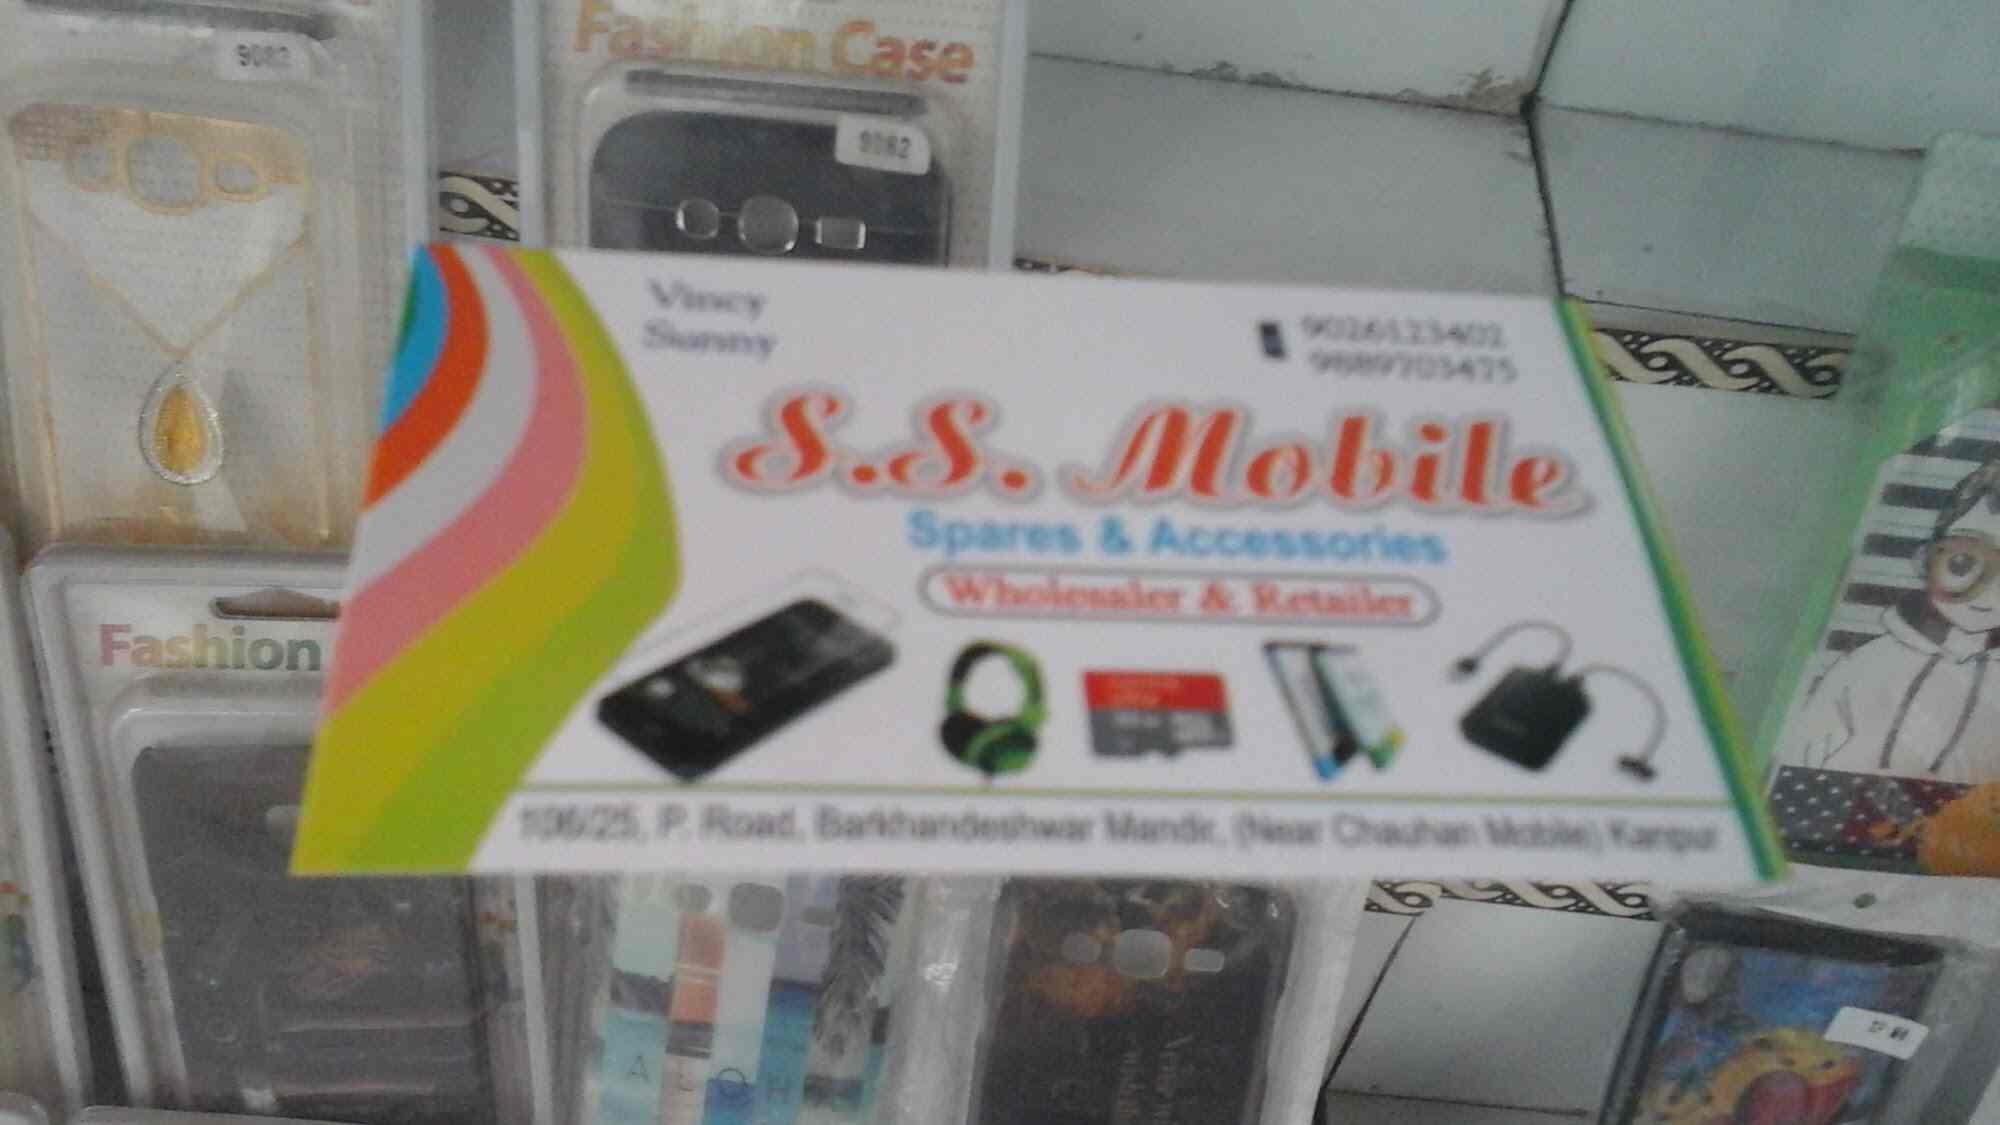 9082
Fashion Case
9082
Vincy
Sunny
9026123402
9889703475
S.S. Mobile
Spares & Accessories
Wholesaler & Retailer
106/25, P. Road, Barkhandeshwar Mandir, (Near Chauhan Mobile) Kanpur
Fashion
ALOH